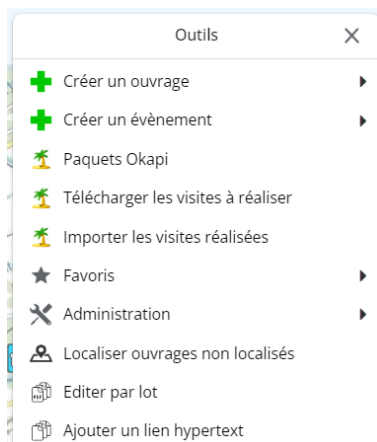 Outils
Créer un ouvrage
Créer un évènement
Paquets Okapi
Télécharger les visites à réaliser
Importer les visites réalisées
Favoris
Administration
Localiser ouvrages non localisés
Editer par lot
Ajouter un lien hypertext